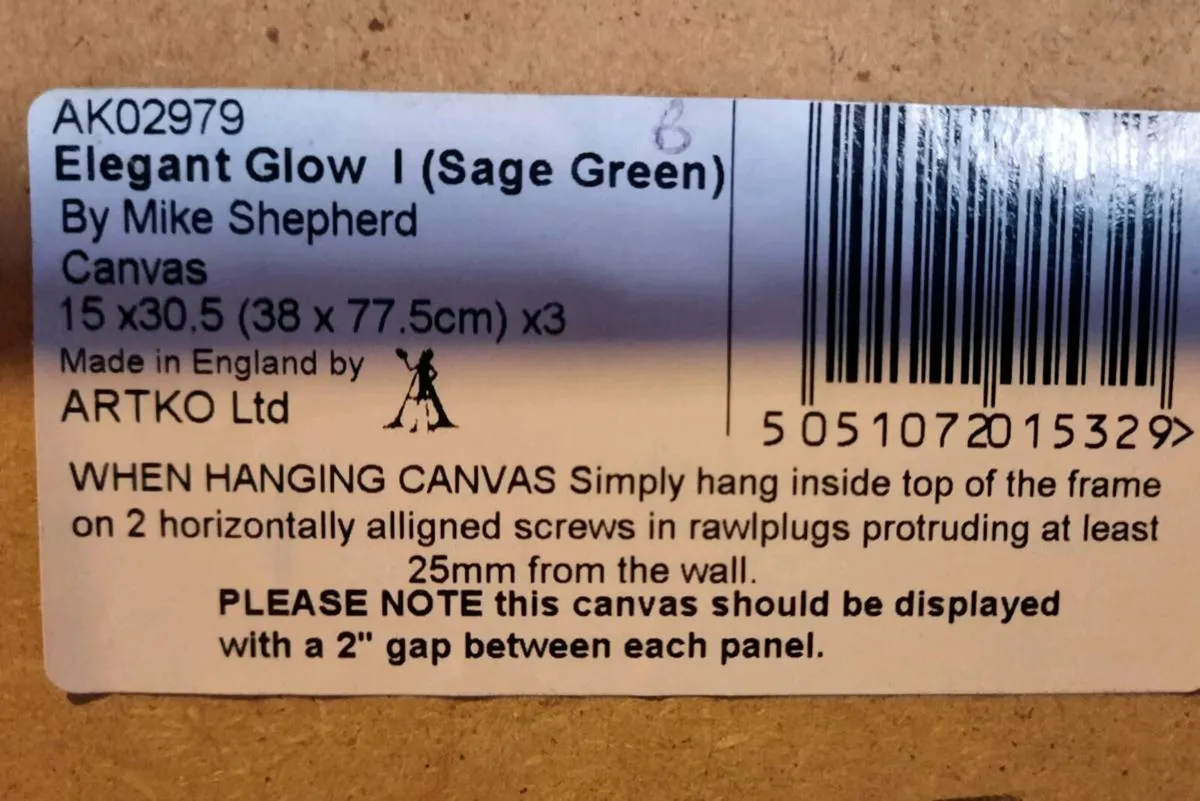 AK02979
B
Elegant Glow I (Sage Green)
By Mike Shepherd
Canvas
15 x30.5 (38 x 77.5cm) x3
Made in England by
ARTKO Ltd
5 051072 015329>
WHEN HANGING CANVAS Simply hang inside top of the frame
on 2 horizontally alligned screws in rawlplugs protruding at least
25mm from the wall.
PLEASE NOTE this canvas should be displayed
with a 2" gap between each panel.